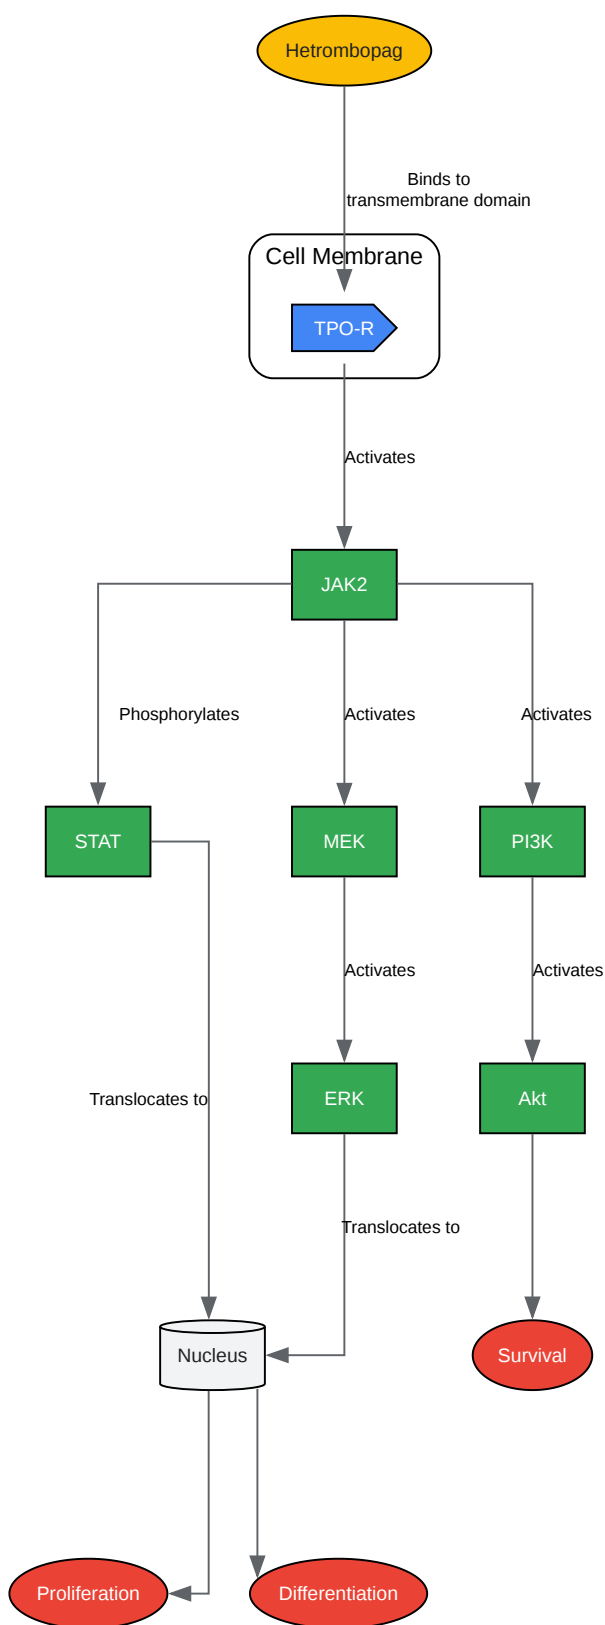 Hetrombopag
Binds to
transmembrane domain
Cell Membrane
TPO-R
Activates
JAK2
Phosphorylates
Activates
Activates
STAT
MEK
PI3K
Activates
Activates
Translocates to
ERK
Akt
Translocates to
Nucleus
Survival
Proliferation
Differentiation